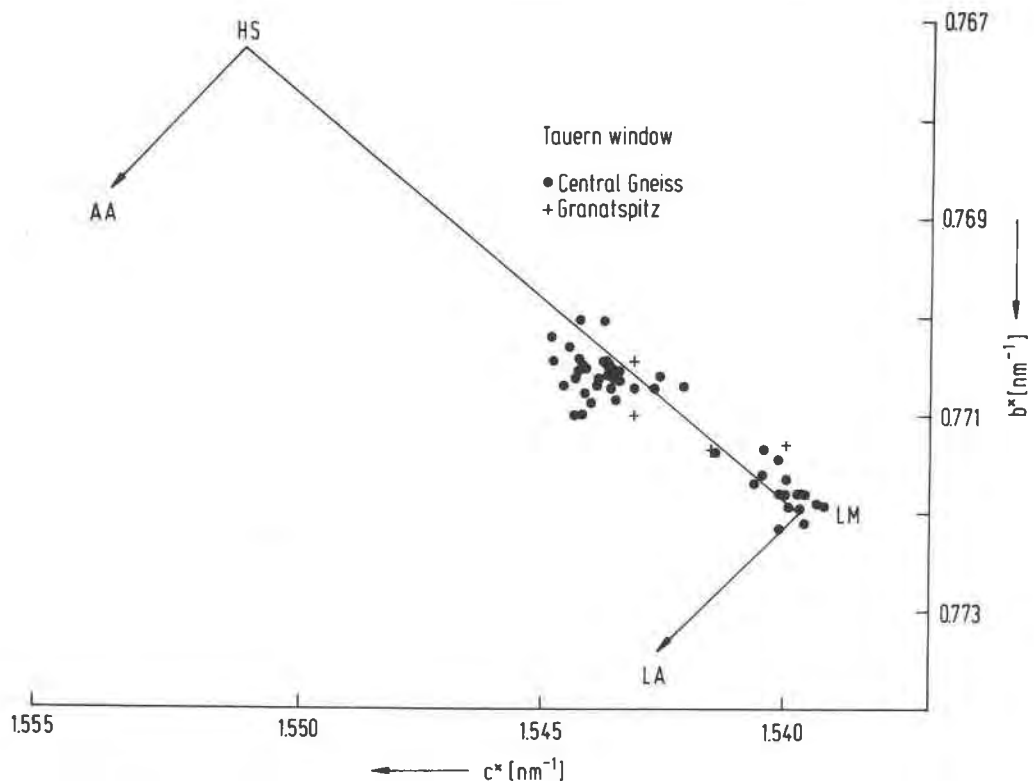 HS
0.767
Tauern window
● Central Gneiss
+ Granatspitz
AA
0.769
b* [nm⁻¹]
0.771
LM
0.773
LA
1.555
1.550
1.545
1.540
c* [nm⁻¹]